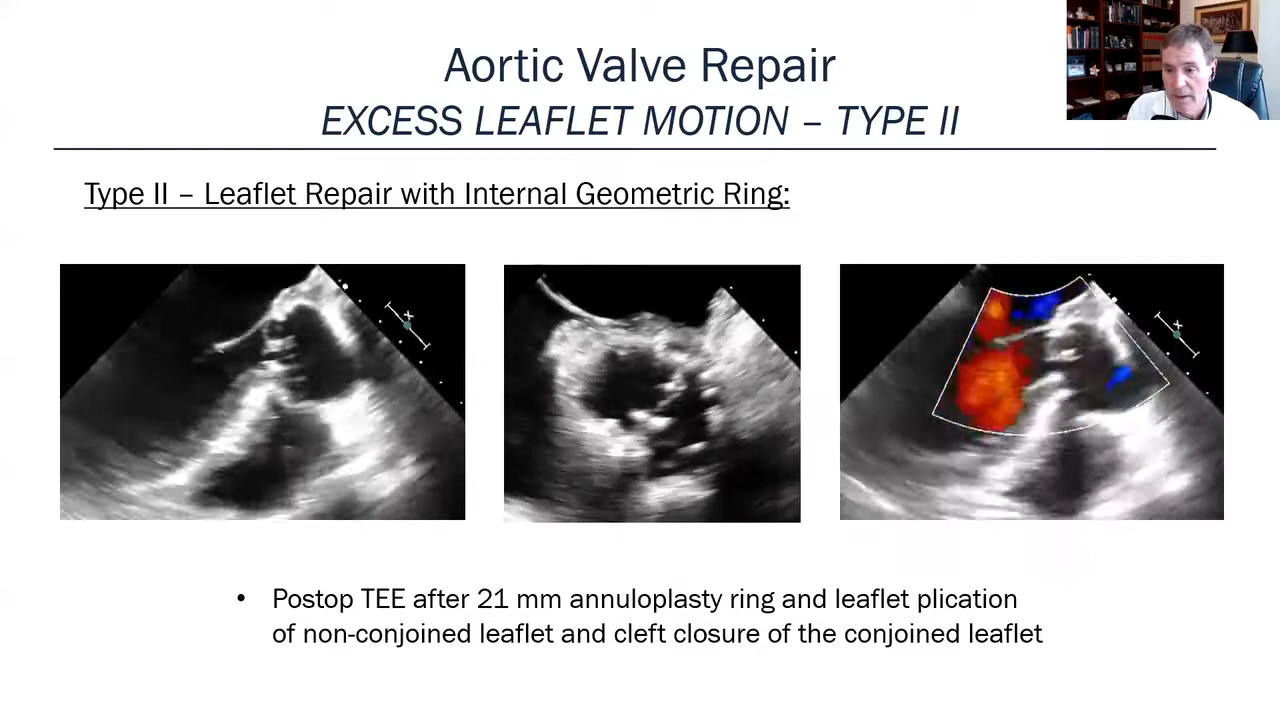 Aortic Valve Repair
EXCESS LEAFLET MOTION – TYPE II
Type II – Leaflet Repair with Internal Geometric Ring:
• Postop TEE after 21 mm annuloplasty ring and leaflet plication
of non-conjoined leaflet and cleft closure of the conjoined leaflet